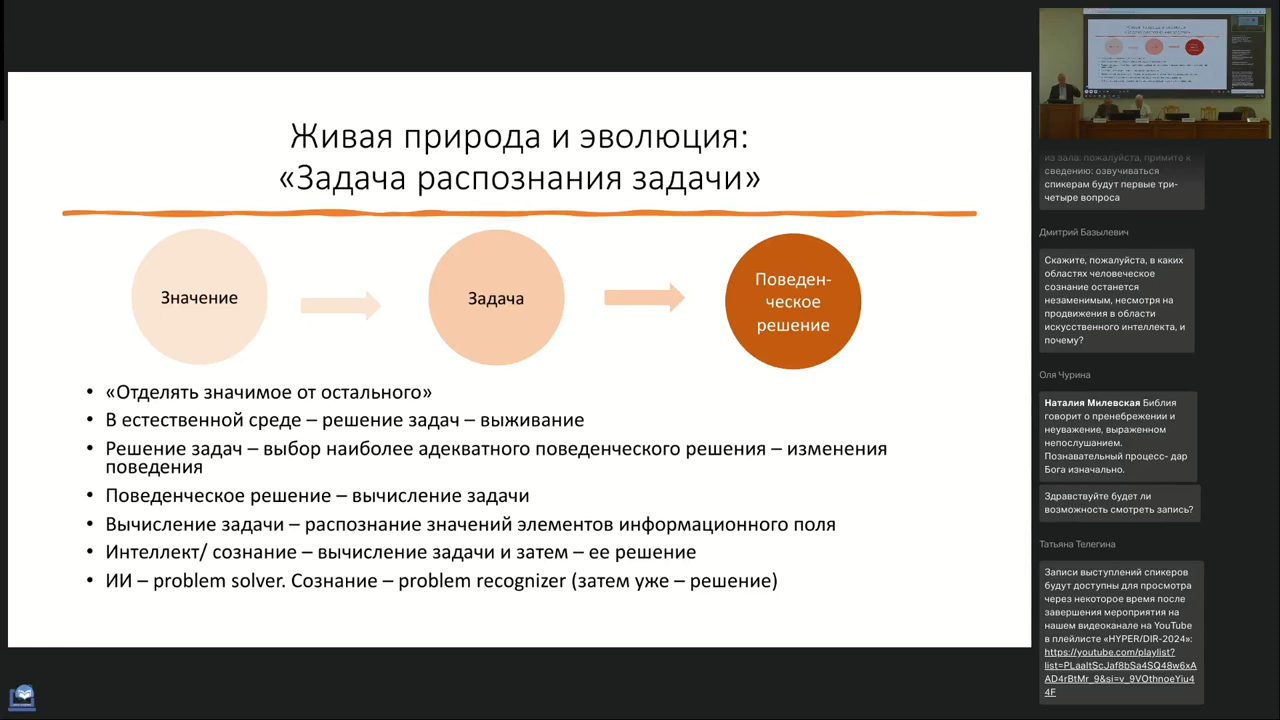 Живая природа и эволюция:
«Задача распознания задачи»
Значение
Задача
Поведен-
ческое
решение
• «Отделять значимое от остального»
• В естественной среде – решение задач – выживание
• Решение задач – выбор наиболее адекватного поведенческого решения – изменения
поведения
• Поведенческое решение – вычисление задачи
• Вычисление задачи – распознание значений элементов информационного поля
• Интеллект/ сознание – вычисление задачи и затем – ее решение
• ИИ – problem solver. Сознание – problem recognizer (затем уже – решение)
из зала: пожалуйста, примите к
сведению: озвучиваться
спикерам будут первые три-
четыре вопроса
Дмитрий Базылевич
Скажите, пожалуйста, в каких
областях человеческое
сознание останется
незаменимым, несмотря на
продвижения в области
искусственного интеллекта, и
почему?
Оля Чурина
Наталия Милевская Библия
говорит о пренебрежении и
неуважение, выраженном
непослушанием.
Познавательный процесс- дар
Бога изначально.
Здравствуйте будет ли
возможность смотреть запись?
Татьяна Телегина
Записи выступлений спикеров
будут доступны для просмотра
через некоторое время после
завершения мероприятия на
нашем видеоканале на YouTube
в плейлисте «HYPER/DIR-2024»:
https://youtube.com/playlist?
list=PLaaltScJaf8bSa4SQ48w6xA
AD4rBtMr_9&si=v_9VOthnoeYiu4
4F